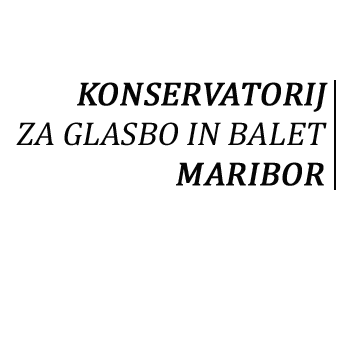 KONSERVATORIJ
ZA GLASBO IN BALET
MARIBOR